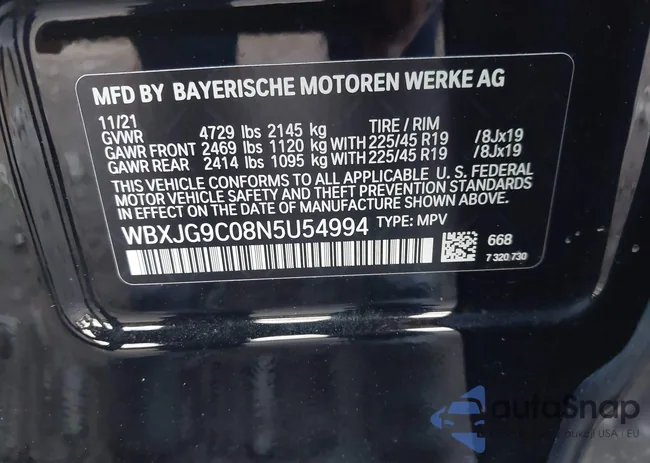 MFD BY BAYERISCHE MOTOREN WERKE AG
11/21 TIRE / RIM
GVWR 4729 lbs 2145 kg
GAWR FRONT 2469 lbs 1120 kg WITH 225/45 R19 /8Jx19
GAWR REAR 2414 lbs 1095 kg WITH 225/45 R19 /8Jx19
THIS VEHICLE CONFORMS TO ALL APPLICABLE U. S. FEDERAL
MOTOR VEHICLE SAFETY AND THEFT PREVENTION STANDARDS
IN EFFECT ON THE DATE OF MANUFACTURE SHOWN ABOVE.
WBXJG9C08N5U54994 TYPE: MPV
668
7 320 730
autoSnap
/ USA | EU